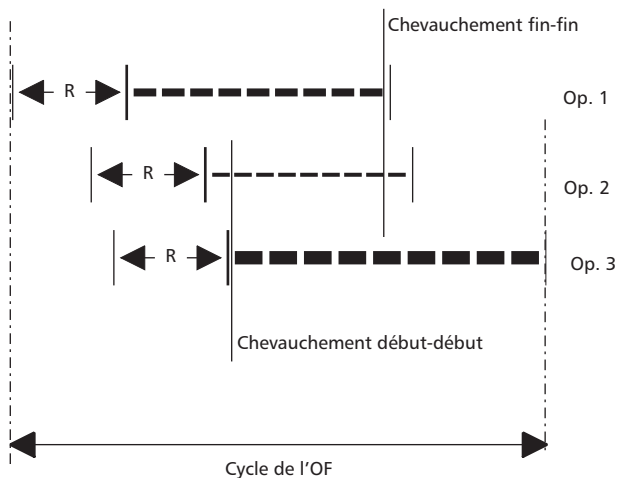 Chevauchement fin-fin
R
Op. 1
R
Op. 2
R
Op. 3
Chevauchement début-début
Cycle de l'OF